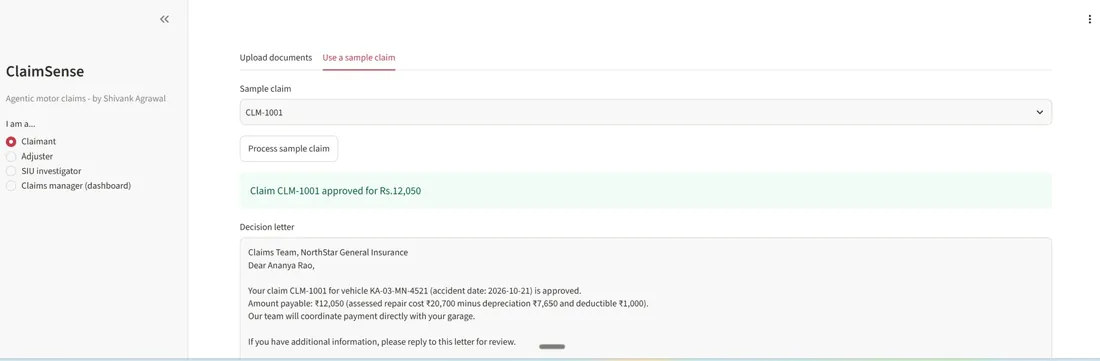 ClaimSense
Agentic motor claims - by Shivank Agrawal
I am a...
Claimant
Adjuster
SIU investigator
Claims manager (dashboard)
Upload documents
Use a sample claim
Sample claim
CLM-1001
Process sample claim
Claim CLM-1001 approved for Rs.12,050
Decision letter
Claims Team, NorthStar General Insurance
Dear Ananya Rao,
Your claim CLM-1001 for vehicle KA-03-MN-4521 (accident date: 2026-10-21) is approved.
Amount payable: ₹12,050 (assessed repair cost ₹20,700 minus depreciation ₹7,650 and deductible ₹1,000).
Our team will coordinate payment directly with your garage.
If you have additional information, please reply to this letter for review.